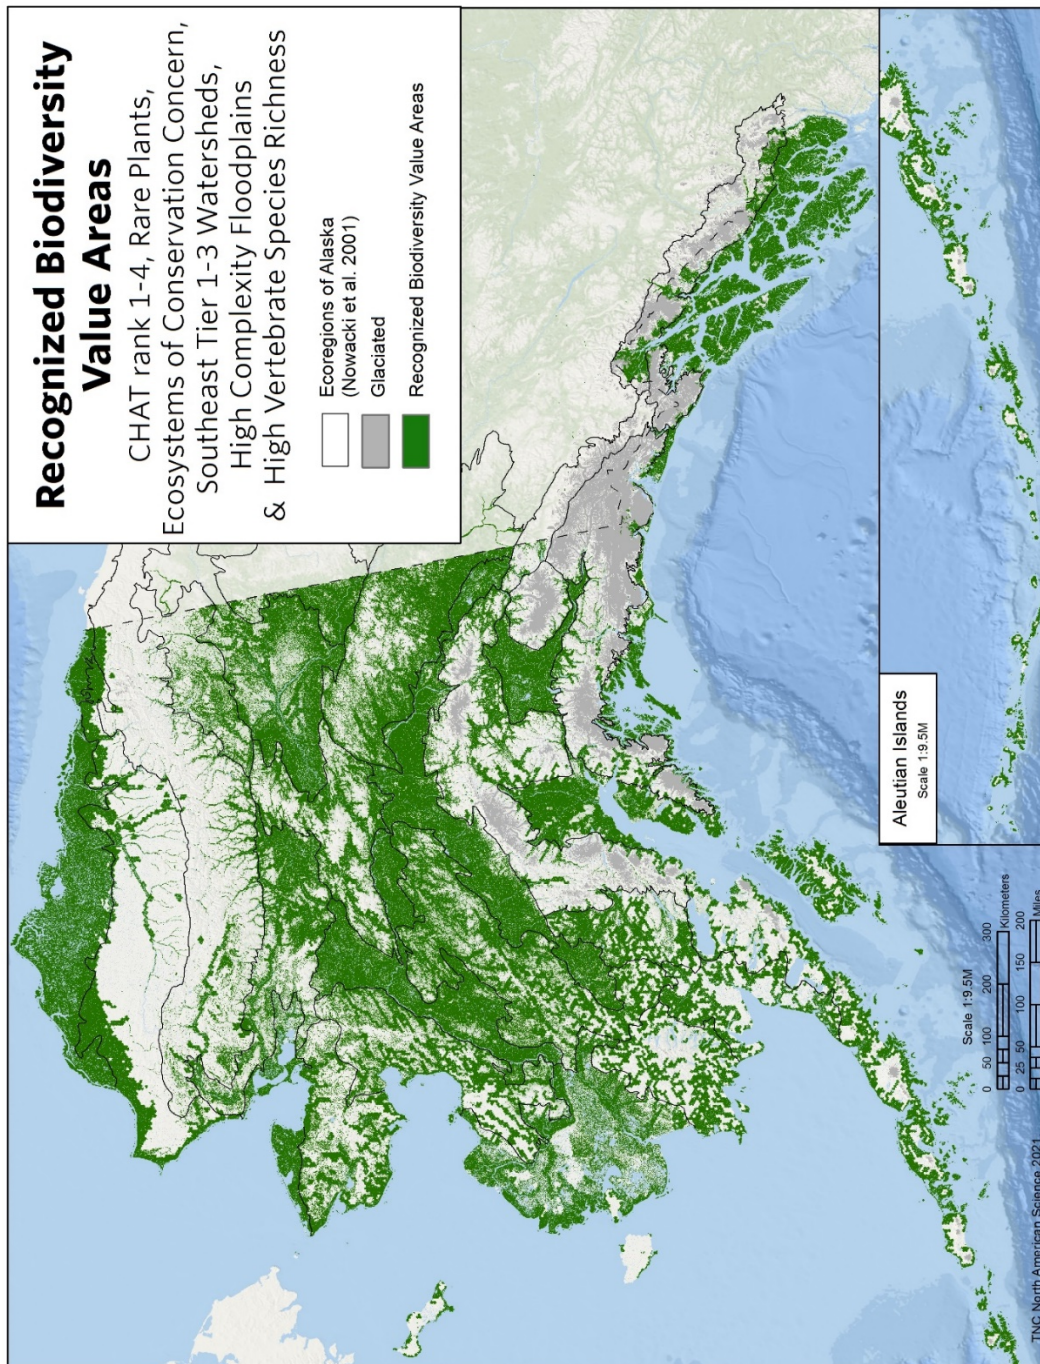 Recognized Biodiversity
Value Areas
CHAT rank 1-4, Rare Plants,
Ecosystems of Conservation Concern,
Southeast Tier 1-3 Watersheds,
High Complexity Floodplains
& High Vertebrate Species Richness
Ecoregions of Alaska
(Nowacki et al. 2001)
Glaciated
Recognized Biodiversity Value Areas
Aleutian Islands
Scale 1:9.5M
Scale 1:9.5M
0 50 100 200 300
Kilometers
0 25 50 100 150 200
Miles
TNC North American Science 2021